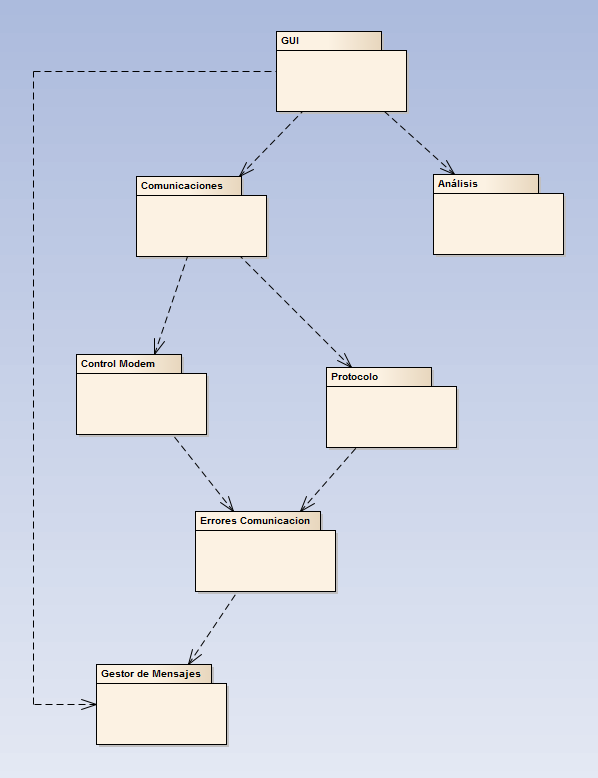 GUI
Comunicaciones
Análisis
Control Modem
Protocolo
Errores Comunicacion
Gestor de Mensajes